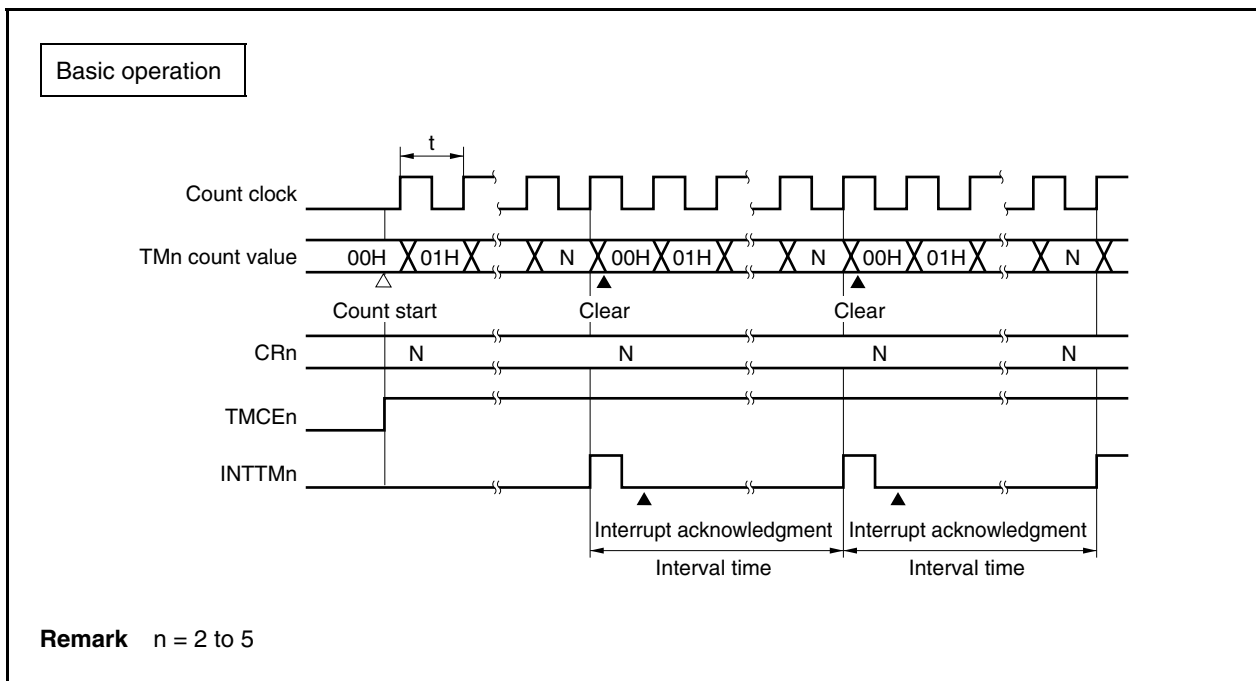 Basic operation
t
Count clock
TMn count value 00H 01H N 00H 01H N 00H 01H N
Count start Clear Clear
CRn N N N N
TMCEn
INTTMn
Interrupt acknowledgment Interrupt acknowledgment
Interval time Interval time
Remark n = 2 to 5